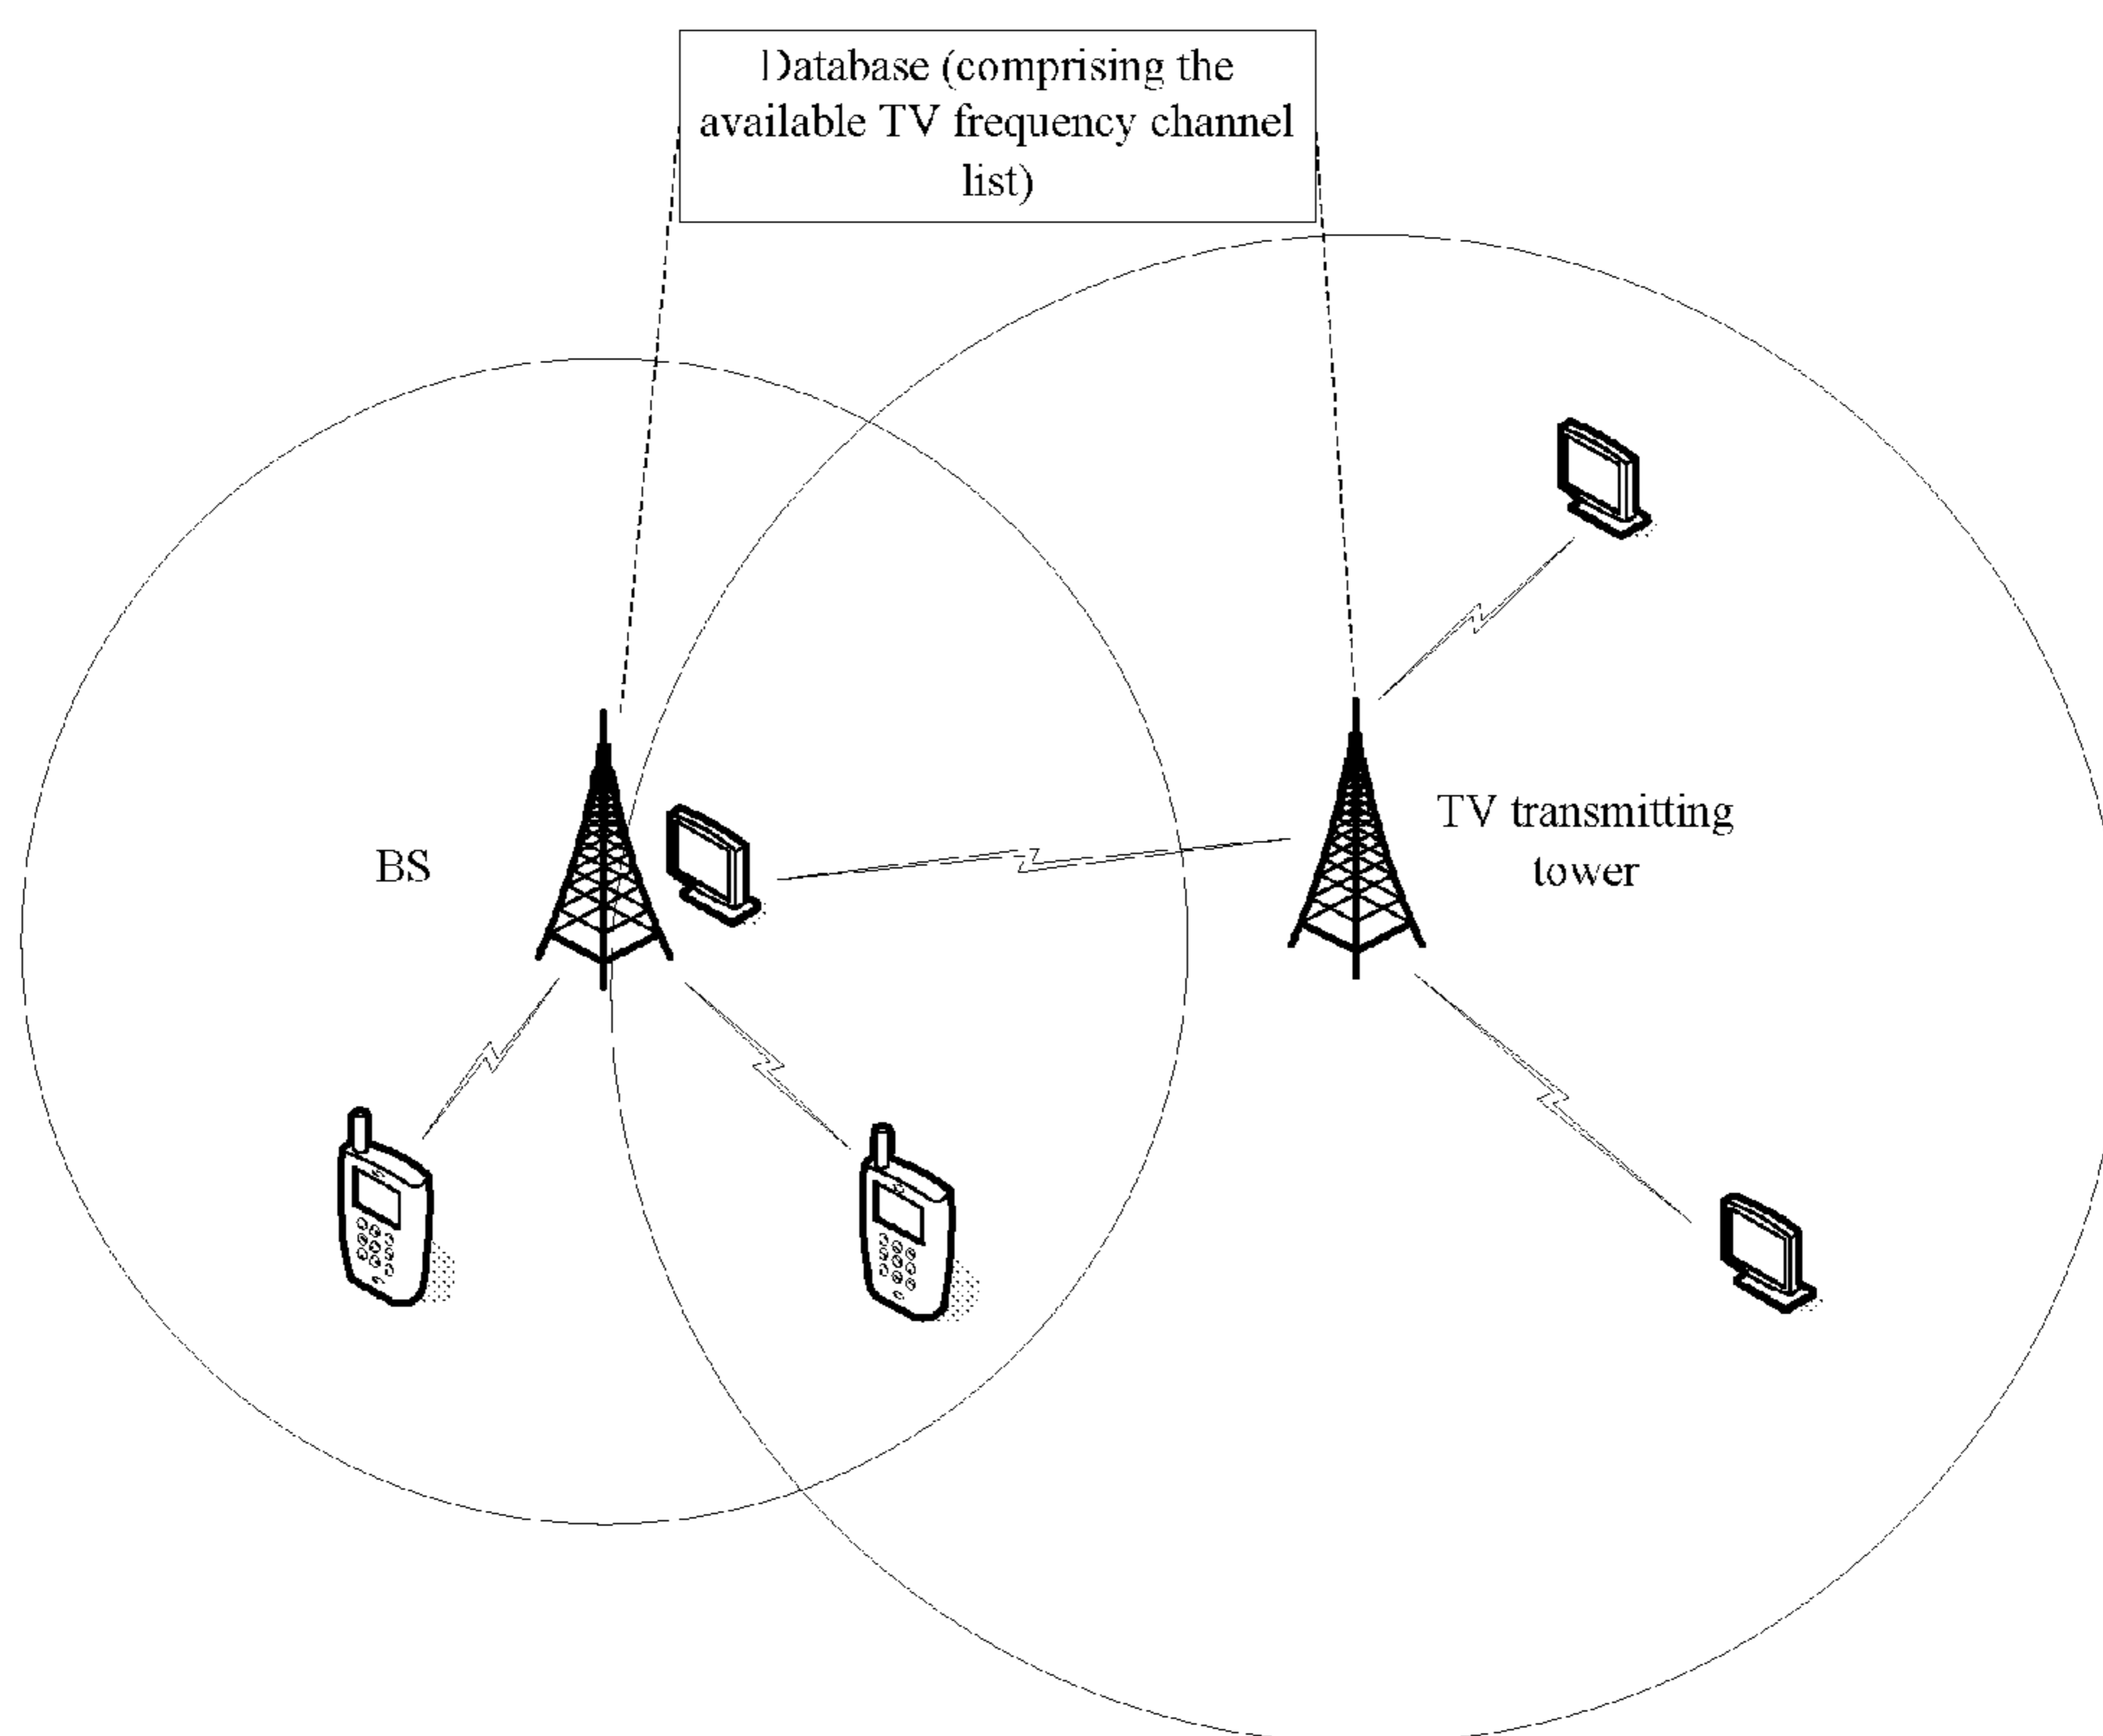 Database (comprising the
available TV frequency channel
list)
BS
TV transmitting
tower